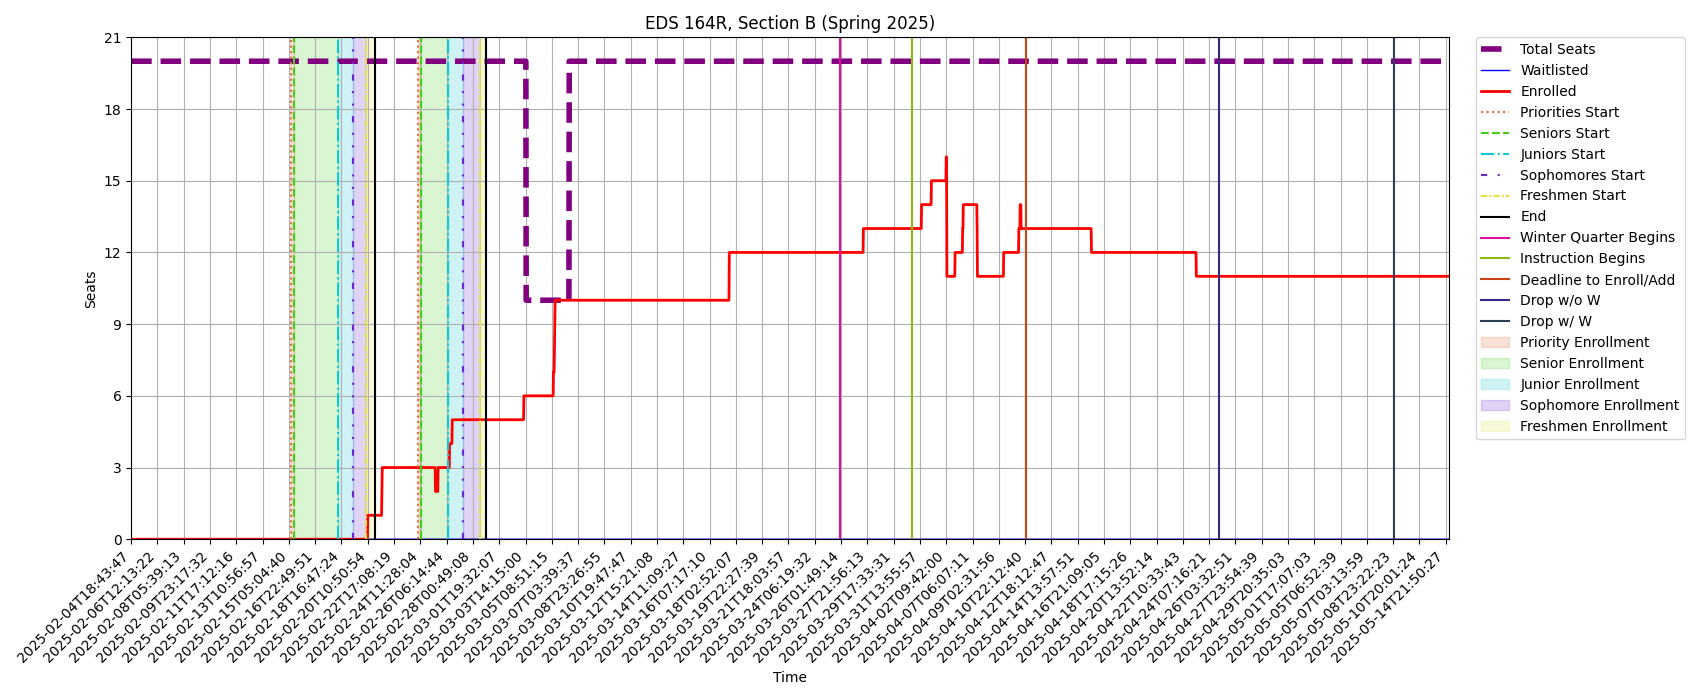 EDS 164R, Section B (Spring 2025)
Seats
21
18
15
12
9
6
3
0
2025-02-04T18:43:47
2025-02-06T12:13:22
2025-02-08T05:39:13
2025-02-09T23:17:32
2025-02-11T17:12:16
2025-02-13T10:56:57
2025-02-15T05:04:40
2025-02-16T22:49:51
2025-02-18T16:47:24
2025-02-20T10:50:54
2025-02-22T17:08:19
2025-02-24T11:28:04
2025-02-26T06:14:44
2025-02-28T00:49:08
2025-03-01T19:32:07
2025-03-03T14:15:00
2025-03-05T08:51:15
2025-03-07T03:39:37
2025-03-08T23:26:55
2025-03-10T19:47:47
2025-03-12T15:21:08
2025-03-14T11:09:27
2025-03-16T07:17:10
2025-03-18T02:52:07
2025-03-19T22:27:39
2025-03-21T18:03:57
2025-03-24T06:19:32
2025-03-26T01:49:14
2025-03-27T21:56:13
2025-03-29T17:33:31
2025-03-31T13:55:57
2025-04-02T09:42:00
2025-04-07T06:07:11
2025-04-09T02:31:56
2025-04-10T22:12:40
2025-04-12T18:12:47
2025-04-14T13:57:51
2025-04-16T21:09:05
2025-04-18T17:15:26
2025-04-20T13:52:14
2025-04-22T10:33:43
2025-04-24T07:16:21
2025-04-26T03:32:51
2025-04-27T23:54:39
2025-04-29T20:35:03
2025-05-01T17:07:03
2025-05-05T06:52:39
2025-05-07T03:13:59
2025-05-08T23:22:23
2025-05-10T20:01:24
2025-05-14T21:50:27
Time
Total Seats
Waitlisted
Enrolled
Priorities Start
Seniors Start
Juniors Start
Sophomores Start
Freshmen Start
End
Winter Quarter Begins
Instruction Begins
Deadline to Enroll/Add
Drop w/o W
Drop w/ W
Priority Enrollment
Senior Enrollment
Junior Enrollment
Sophomore Enrollment
Freshmen Enrollment